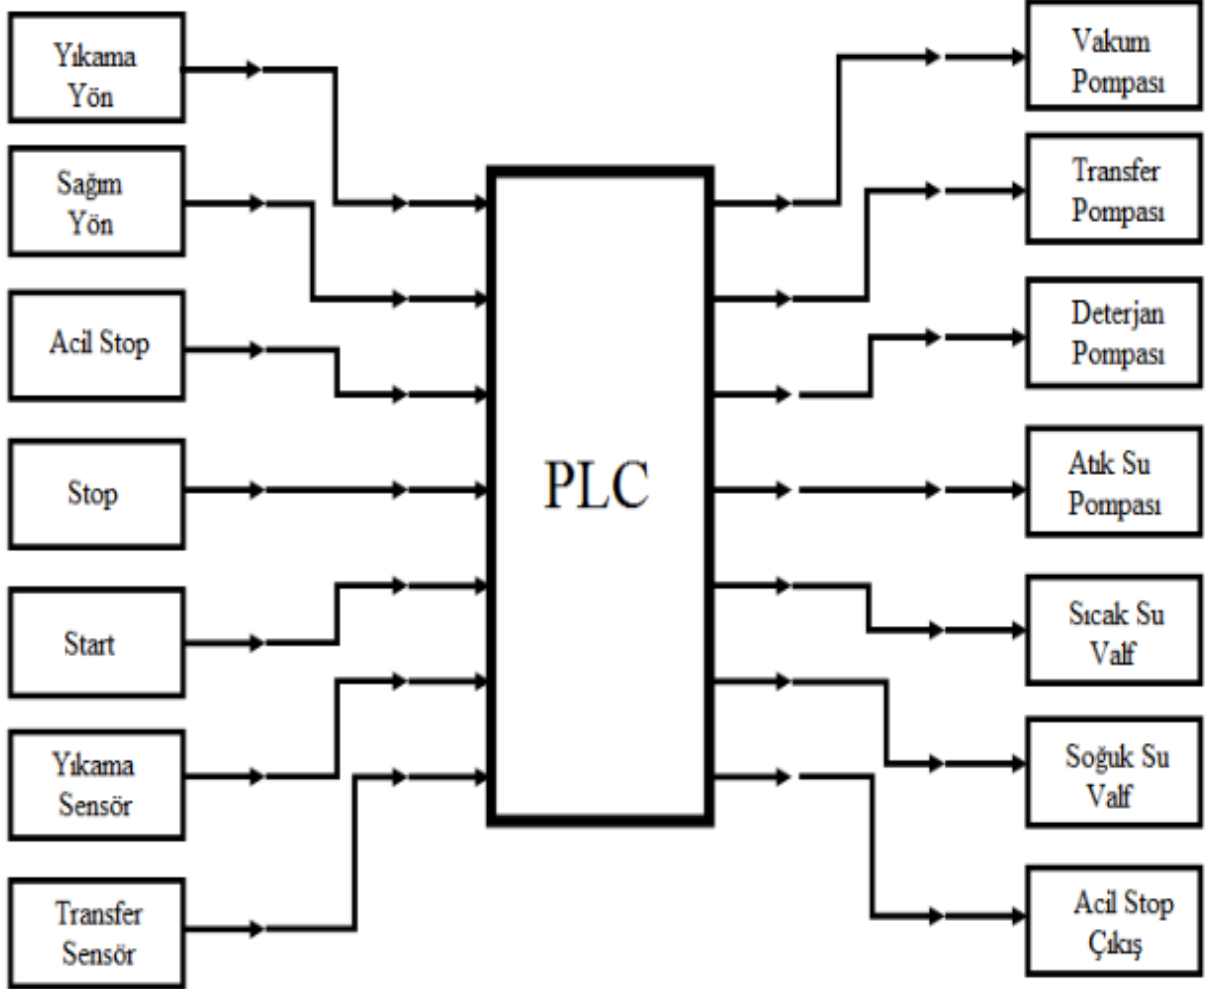 Yıkama
Yön
Sağım
Yön
Acil Stop
Stop
Start
Yıkama
Sensör
Transfer
Sensör
PLC
Vakum
Pompası
Transfer
Pompası
Deterjan
Pompası
Atık Su
Pompası
Sıcak Su
Valf
Soğuk Su
Valf
Acil Stop
Çıkış